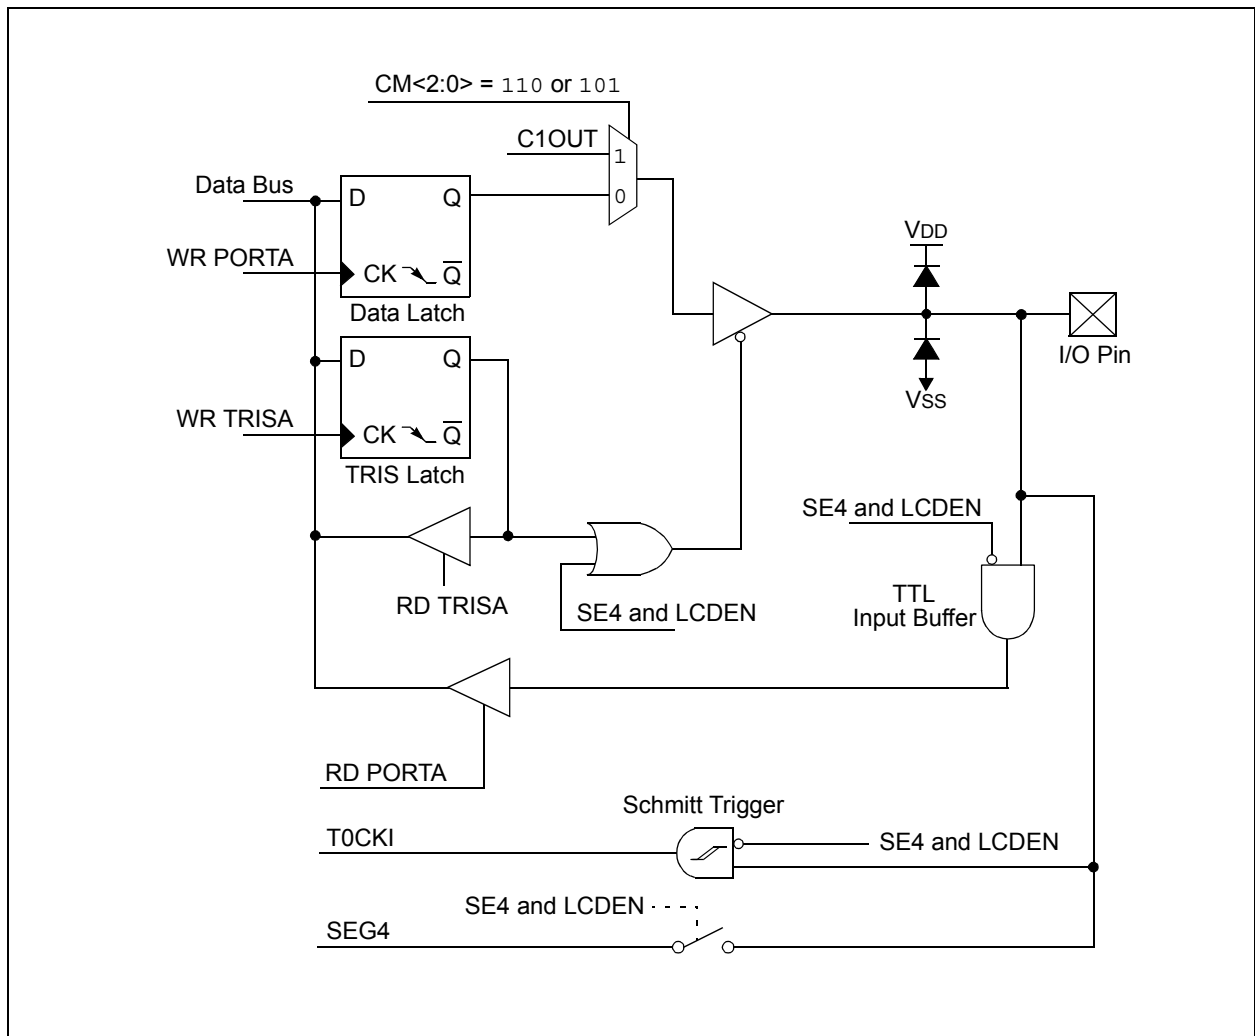 CM<2:0> = 110 or 101
C1OUT
1
0
Data Bus
D Q
WR PORTA
CK Q̅
Data Latch
VDD
I/O Pin
VSS
D Q
WR TRISA
CK Q̅
TRIS Latch
SE4 and LCDEN
TTL
Input Buffer
RD TRISA
SE4 and LCDEN
RD PORTA
Schmitt Trigger
T0CKI
SE4 and LCDEN
SE4 and LCDEN
SEG4